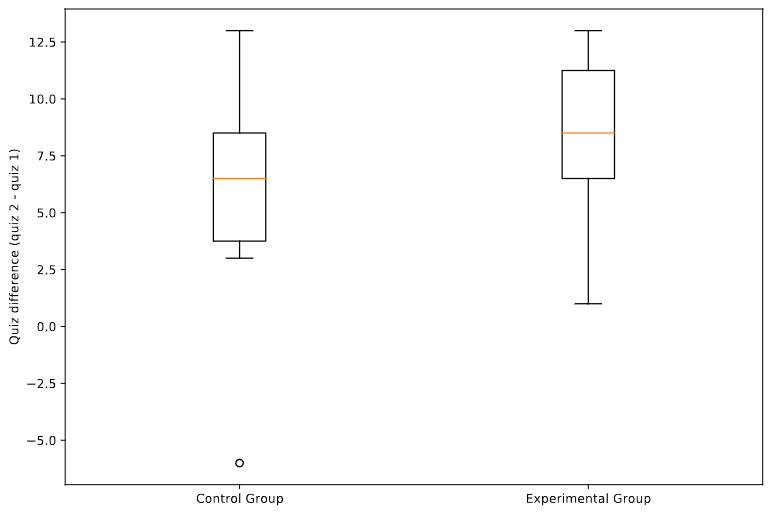 Quiz difference (quiz 2 - quiz 1)
12.5
10.0
7.5
5.0
2.5
0.0
−2.5
−5.0
Control Group
Experimental Group